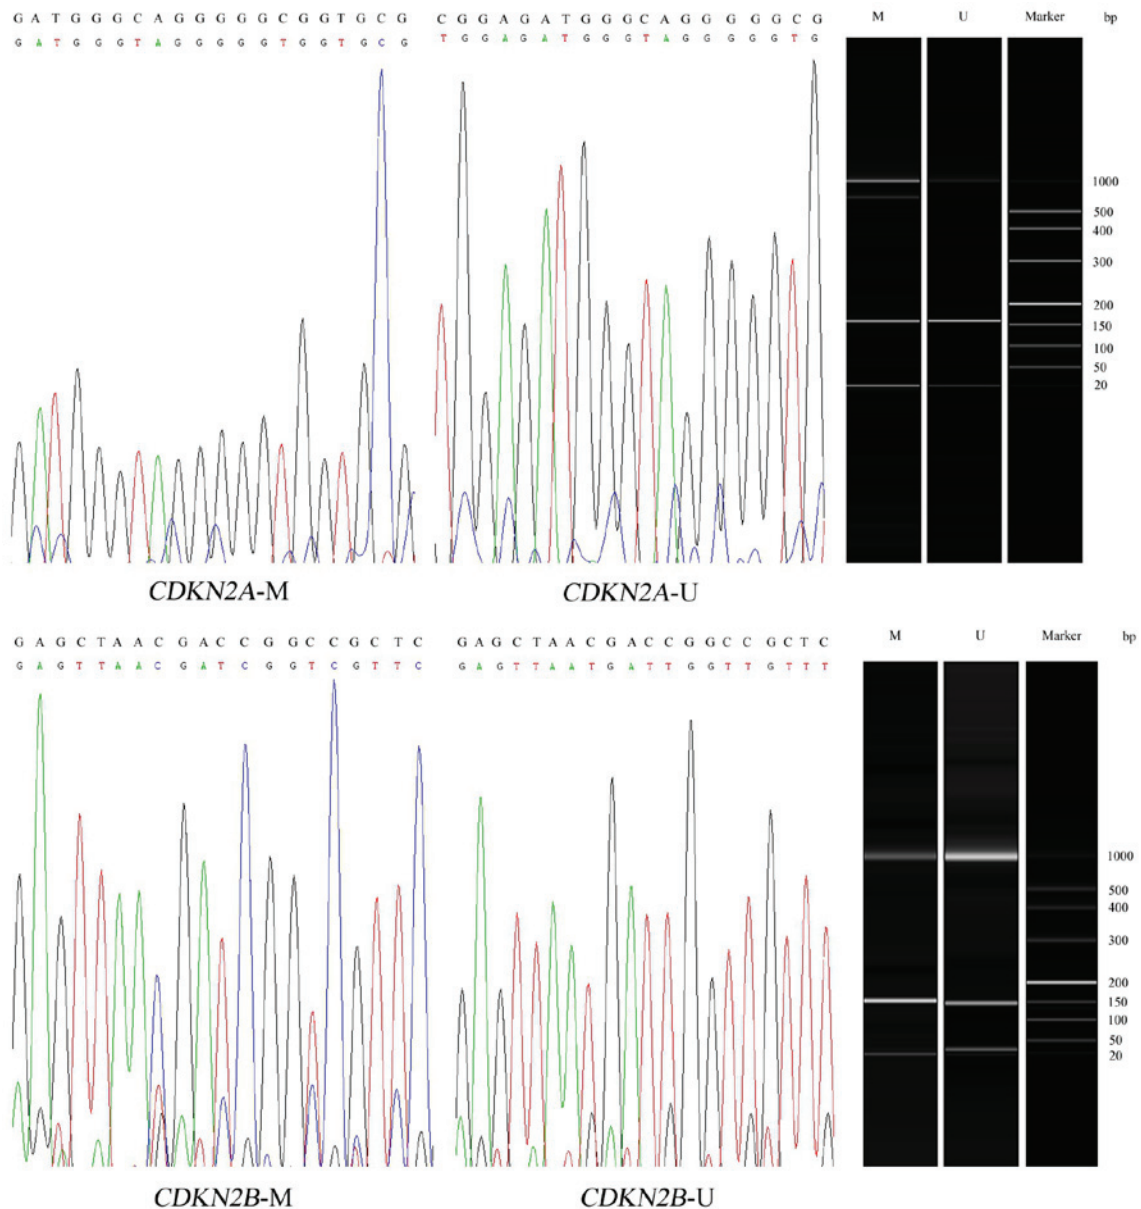 G A T G G G C A G G G G G C G G T G C G
G A T G G G T A G G G G G T G G T G C G
C G G A G A T G G G C A G G G G G C G
T G G A G A T G G G T A G G G G G T G
M U Marker bp
1000
500
400
300
200
150
100
50
20
CDKN2A-M
CDKN2A-U
G A G C T A A C G A C C G G C C G C T C
G A G T T A A C G A T C G G T C G T T C
G A G C T A A C G A C C G G C C G C T C
G A G T T A A T G A T T G G T T G T T T
M U Marker bp
1000
500
400
300
200
150
100
50
20
CDKN2B-M
CDKN2B-U